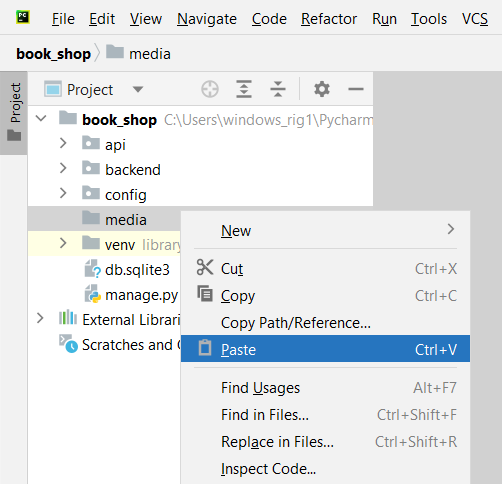 PC File Edit View Navigate Code Refactor Run Tools VCS
book_shop media
Project
Project
book_shop C:\Users\windows_rig1\Pycharm
api
backend
config
media
venv library
db.sqlite3
manage.py
External Librari
Scratches and C
New
Cut Ctrl+X
Copy Ctrl+C
Copy Path/Reference...
Paste Ctrl+V
Find Usages Alt+F7
Find in Files... Ctrl+Shift+F
Replace in Files... Ctrl+Shift+R
Inspect Code...